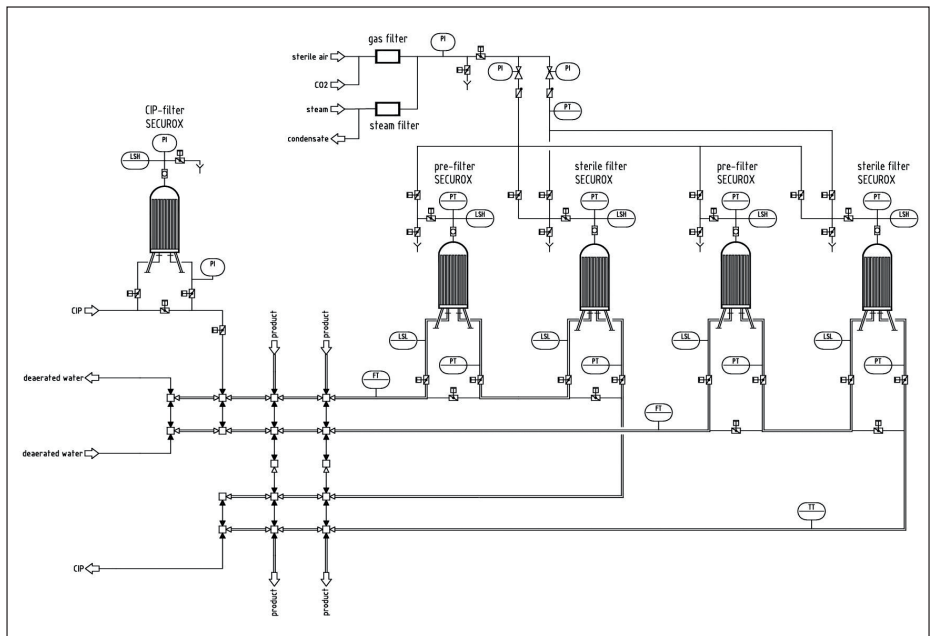 gas filter
sterile air
PI
CO2
PI
PI
steam
PT
CIP-filter
SECUROX
steam filter
condensate
PI
LSH
pre-filter
SECUROX
sterile filter
SECUROX
pre-filter
SECUROX
sterile filter
SECUROX
PT
PT
PT
PT
LSH
LSH
LSH
LSH
PI
CIP
product
product
LSL
LSL
LSL
LSL
PT
PT
PT
PT
deaerated water
FT
FT
deaerated water
TT
CIP
product
product